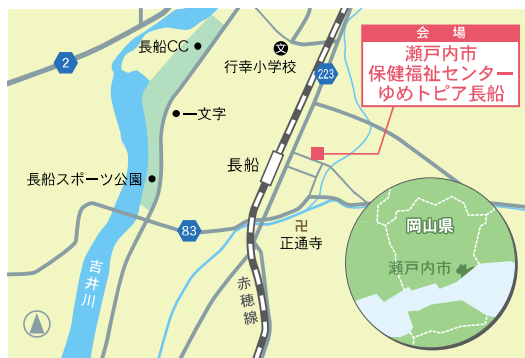 会場
瀬戸内市
保健福祉センター
ゆめトピア長船
長船CC
文
行幸小学校
2
223
一文字
長船
長船スポーツ公園
83
卍
正通寺
吉井川
赤穂線
岡山県
瀬戸内市